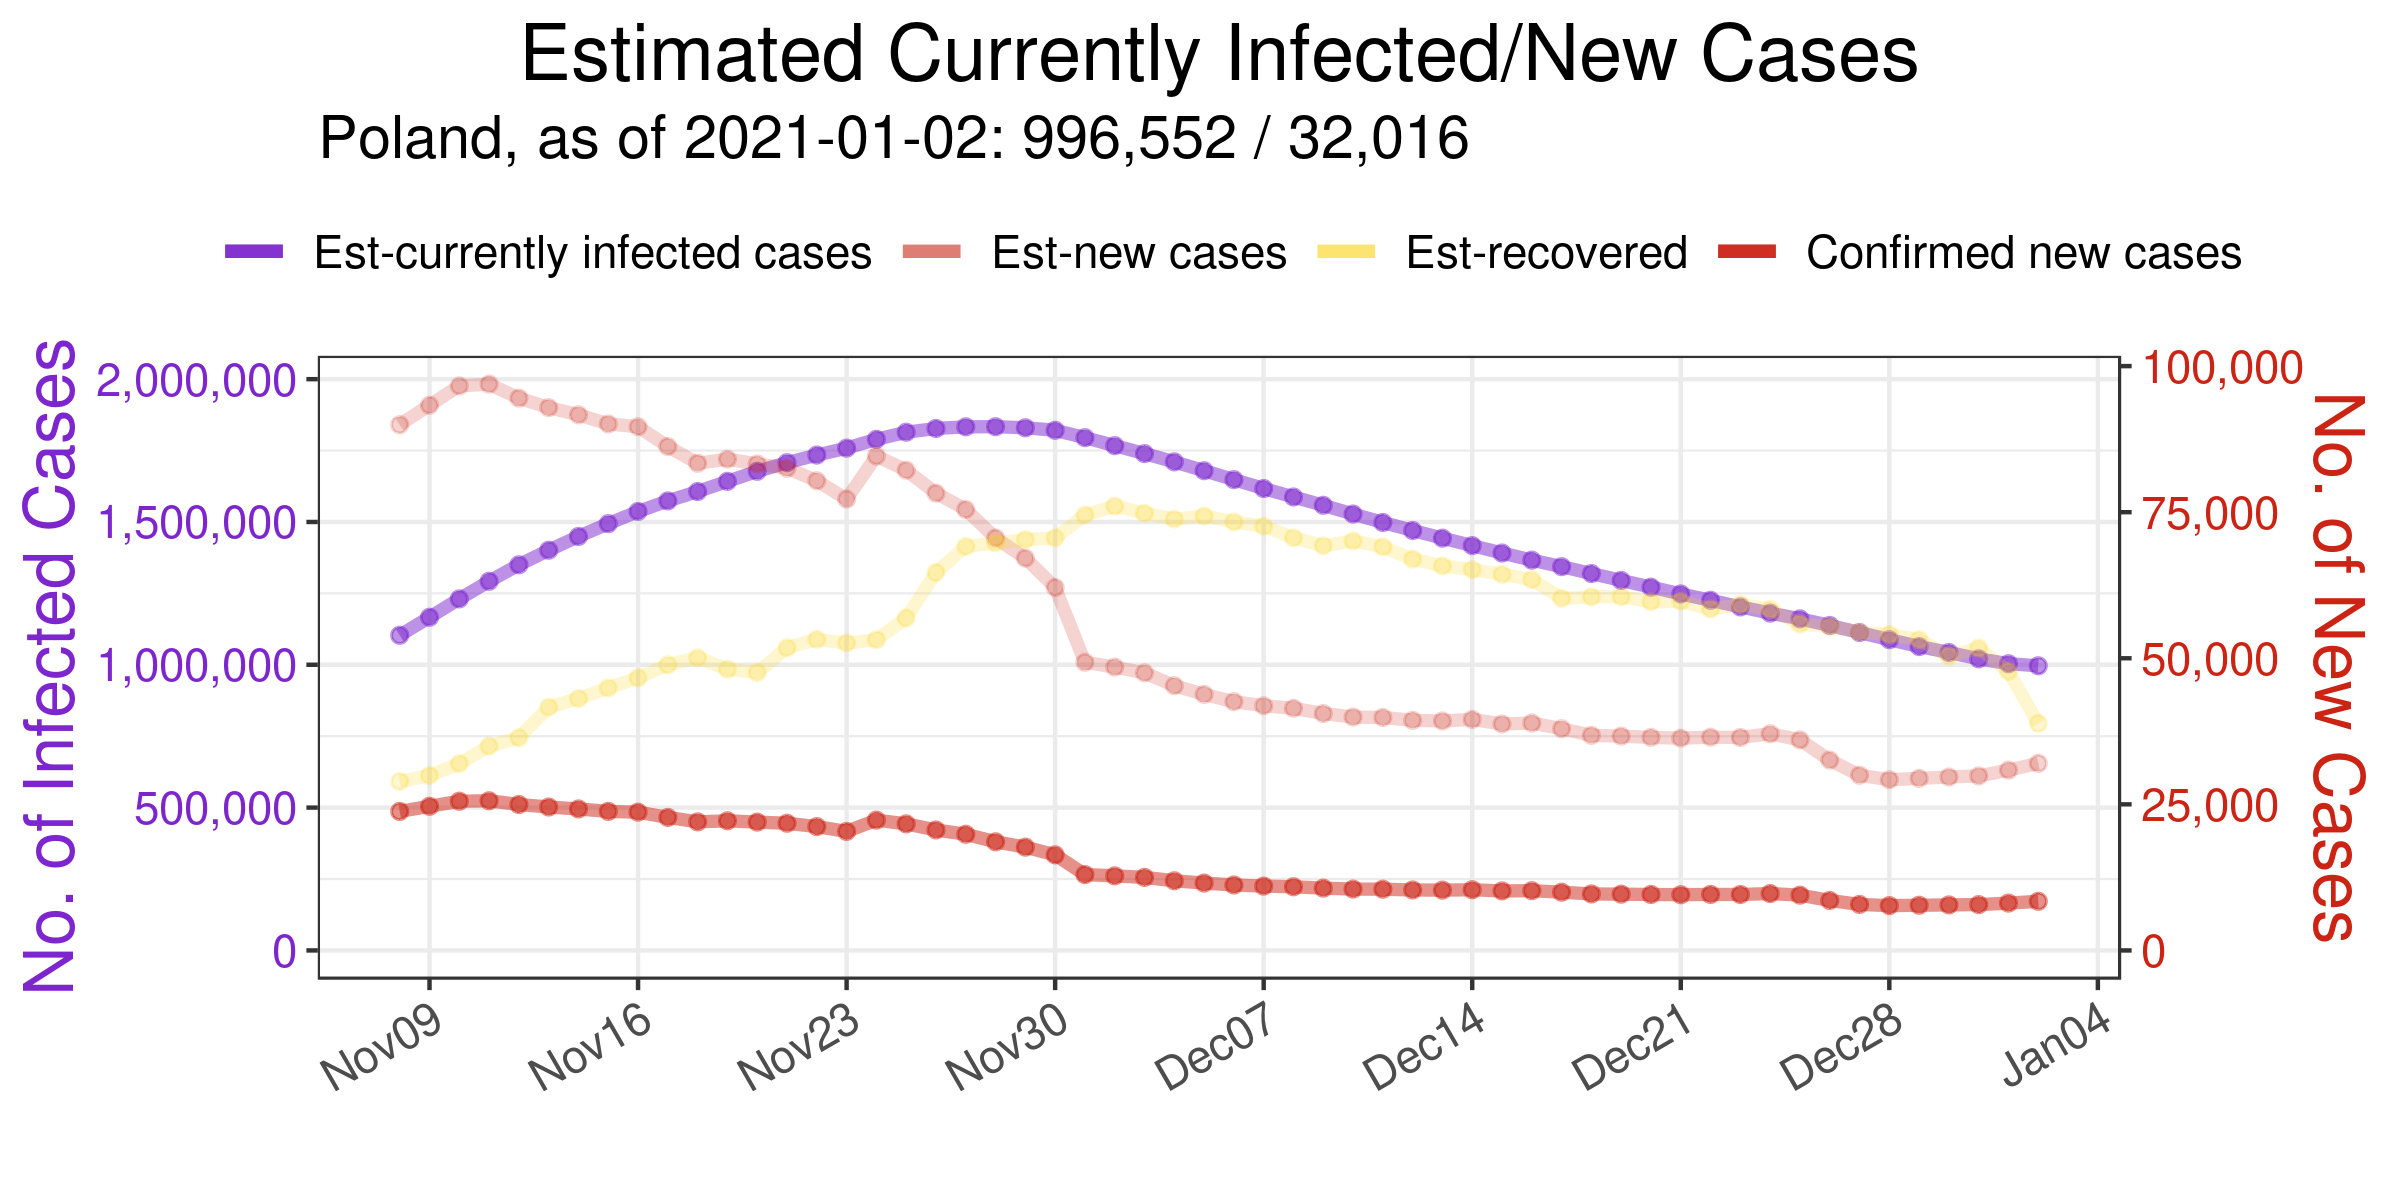 Estimated Currently Infected/New Cases
Poland, as of 2021-01-02: 996,552 / 32,016
Est-currently infected cases Est-new cases Est-recovered Confirmed new cases
No. of Infected Cases
2,000,000
1,500,000
1,000,000
500,000
0
100,000
75,000
50,000
25,000
0
No. of New Cases
Nov09 Nov16 Nov23 Nov30 Dec07 Dec14 Dec21 Dec28 Jan04